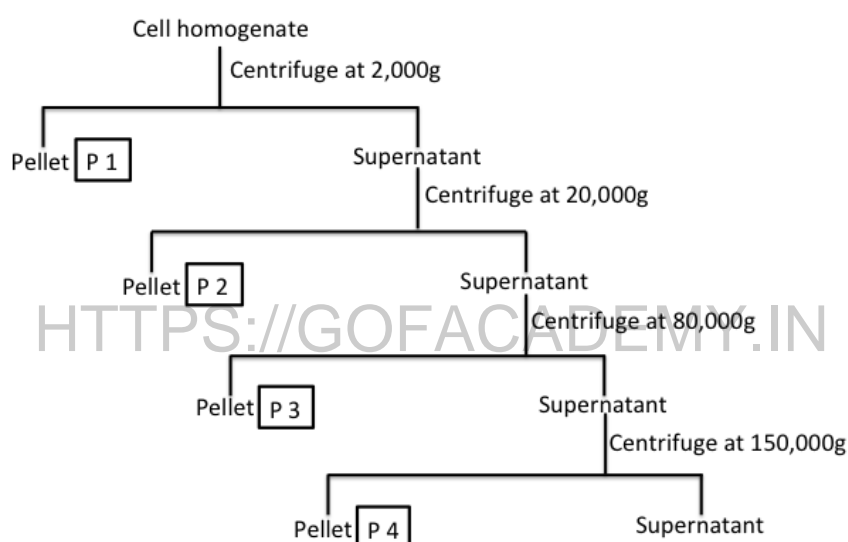 Cell homogenate
Centrifuge at 2,000g
Pellet P 1
Supernatant
Centrifuge at 20,000g
Pellet P 2
Supernatant
HTTPS://GOFACADEMY.IN
Centrifuge at 80,000g
Pellet P 3
Supernatant
Centrifuge at 150,000g
Pellet P 4
Supernatant